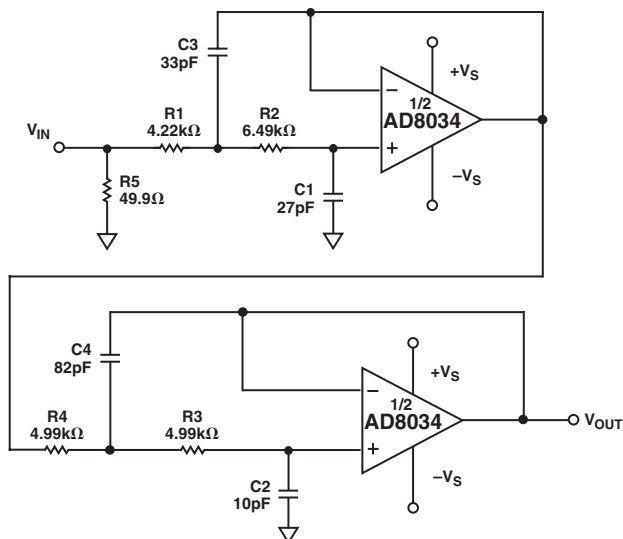 C3
33pF
+VS
1/2
AD8034
−
+
−VS
VIN
R1
4.22kΩ
R2
6.49kΩ
R5
49.9Ω
C1
27pF
C4
82pF
+VS
1/2
AD8034
−
+
−VS
VOUT
R4
4.99kΩ
R3
4.99kΩ
C2
10pF